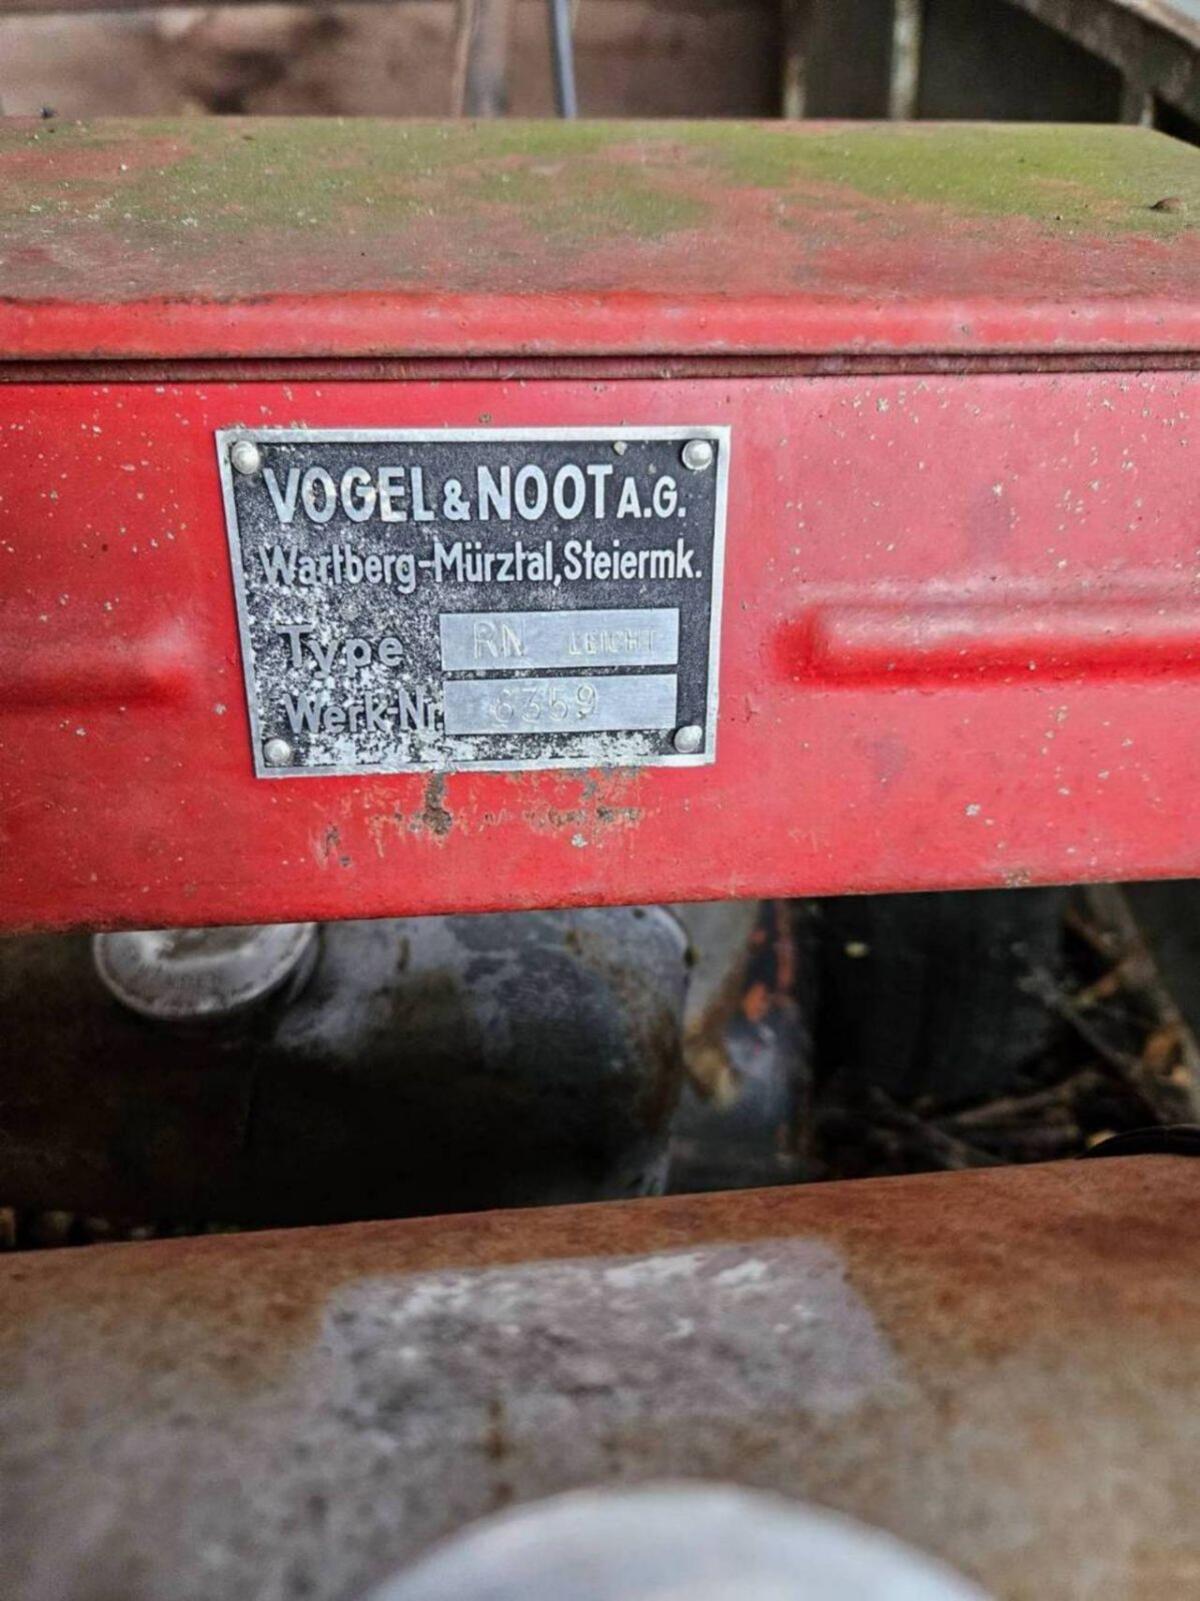 VOGEL & NOOT A.G.
Wartberg-Mürztal, Steiermk.
Type RN LEICHT
Werk-Nr. 6359